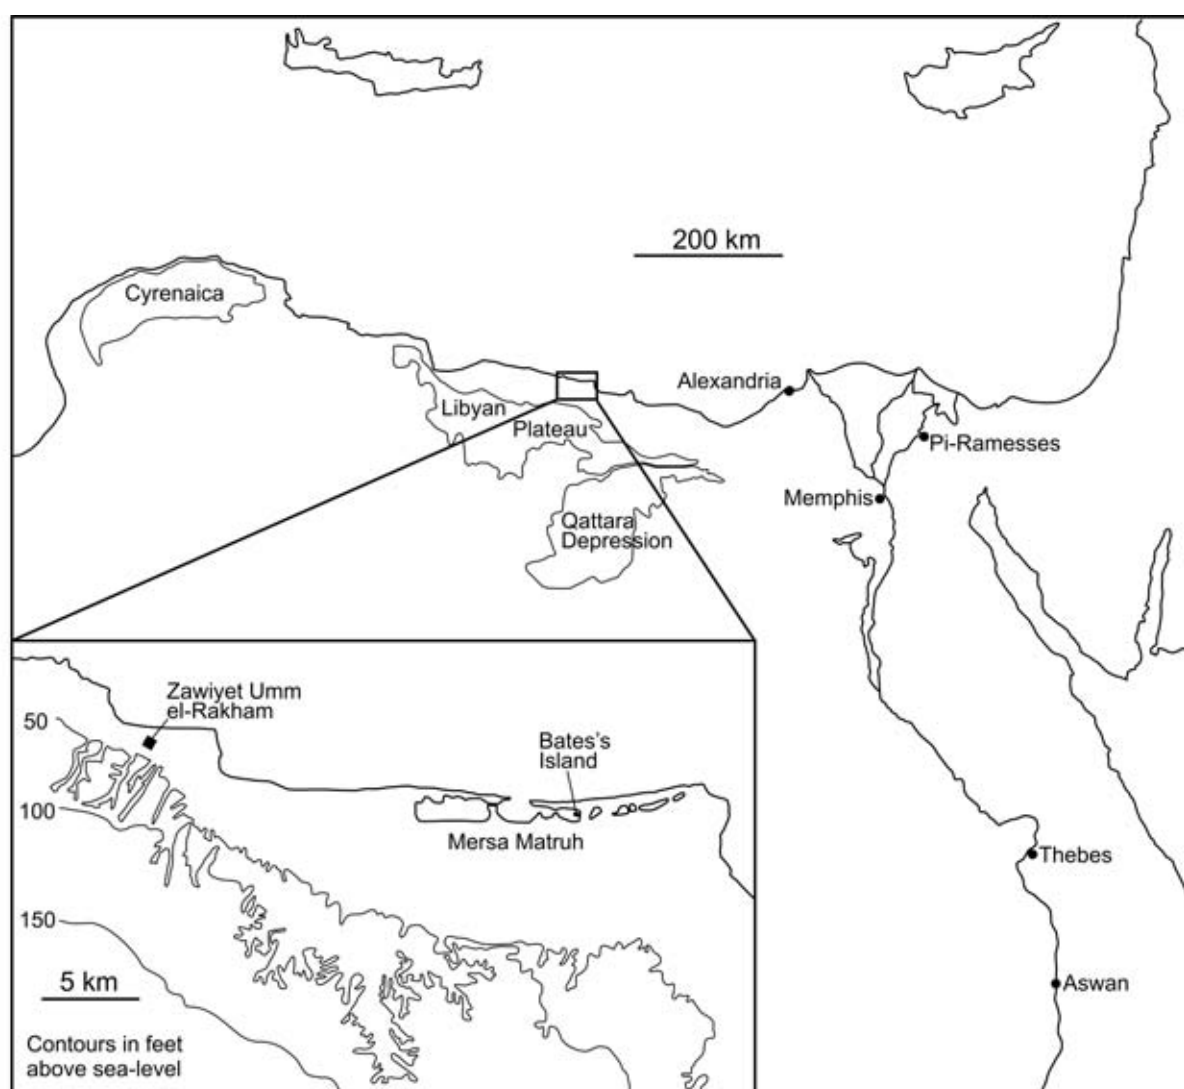 200 km
Cyrenaica
Alexandria
Libyan
Plateau
Pi-Ramesses
Memphis
Qattara
Depression
Zawiyet Umm
el-Rakham
50
Bates's
Island
100
Mersa Matruh
Thebes
150
5 km
Aswan
Contours in feet
above sea-level